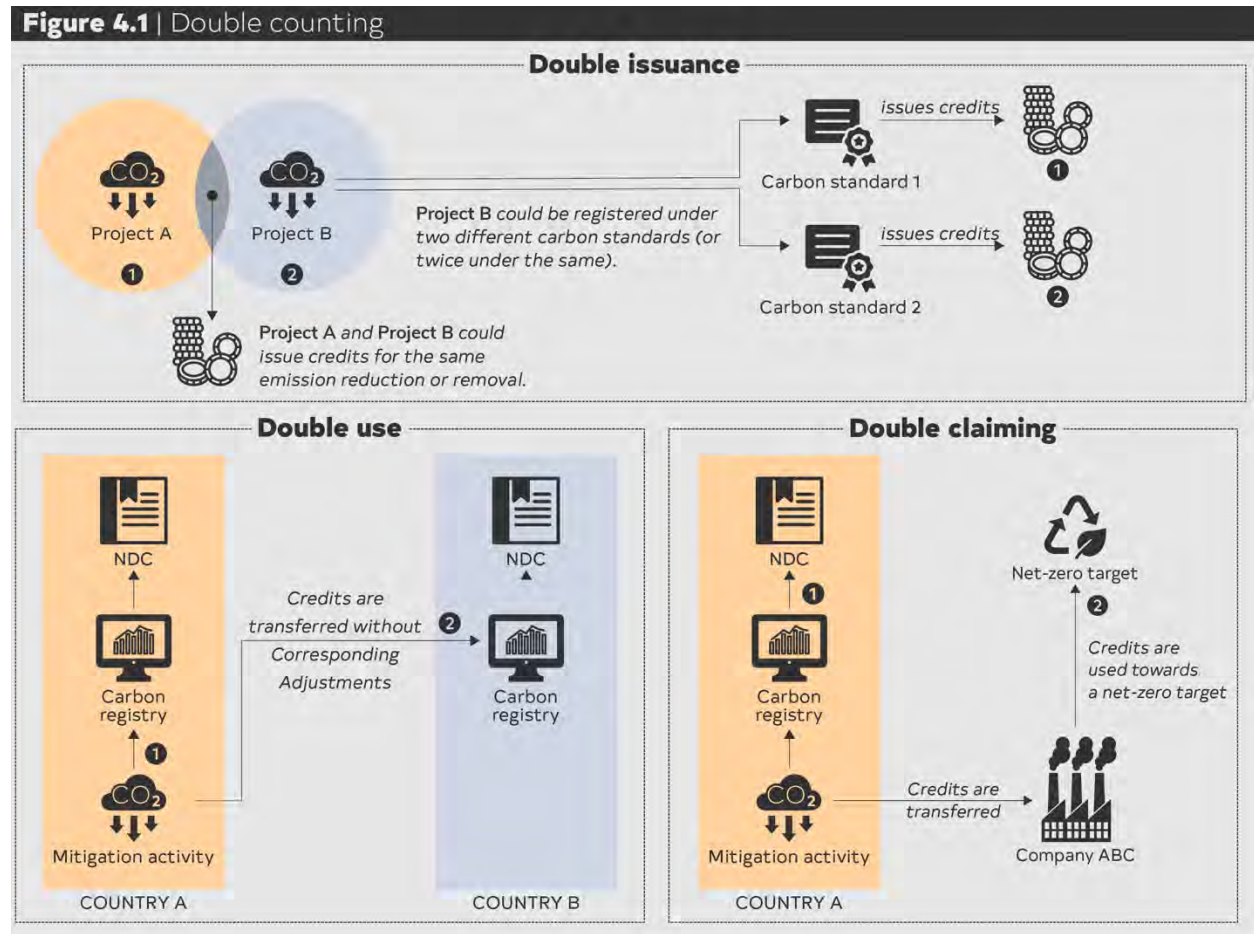 Figure 4.1 | Double counting
Double issuance
CO2
Project A
1
CO2
Project B
2
Project A and Project B could
issue credits for the same
emission reduction or removal.
Project B could be registered under
two different carbon standards (or
twice under the same).
Carbon standard 1
issues credits
1
Carbon standard 2
issues credits
2
Double use
NDC
Carbon
registry
1
CO2
Mitigation activity
COUNTRY A
Credits are
transferred without
Corresponding
Adjustments
2
NDC
Carbon
registry
COUNTRY B
Double claiming
NDC
1
Carbon
registry
CO2
Mitigation activity
COUNTRY A
Credits are
transferred
Net-zero target
2
Credits are
used towards
a net-zero target
Company ABC